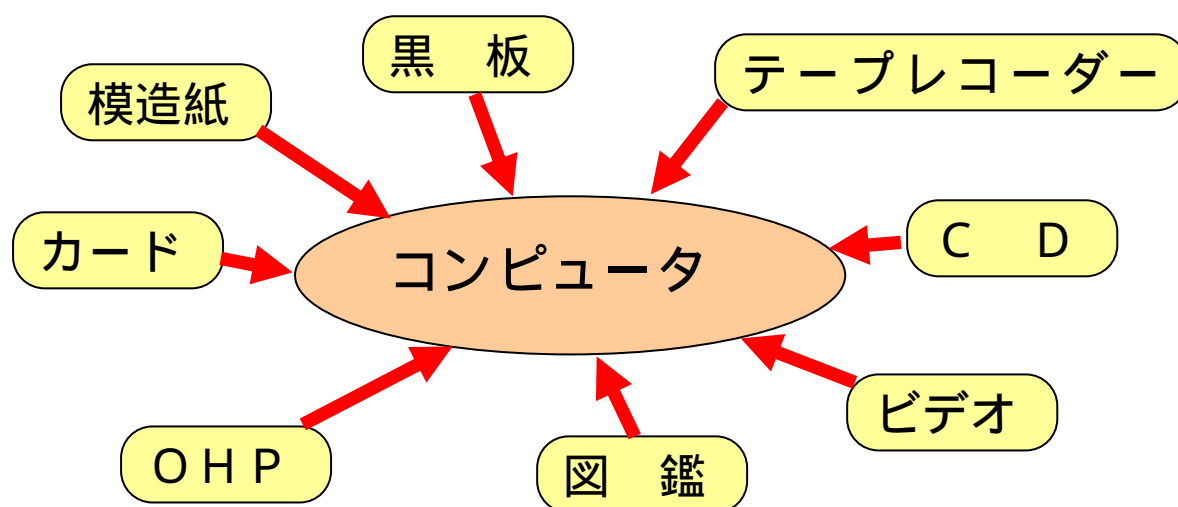 黒　板
テープレコーダー
模造紙
カード
コンピュータ
Ｃ　Ｄ
ビデオ
ＯＨＰ
図　鑑